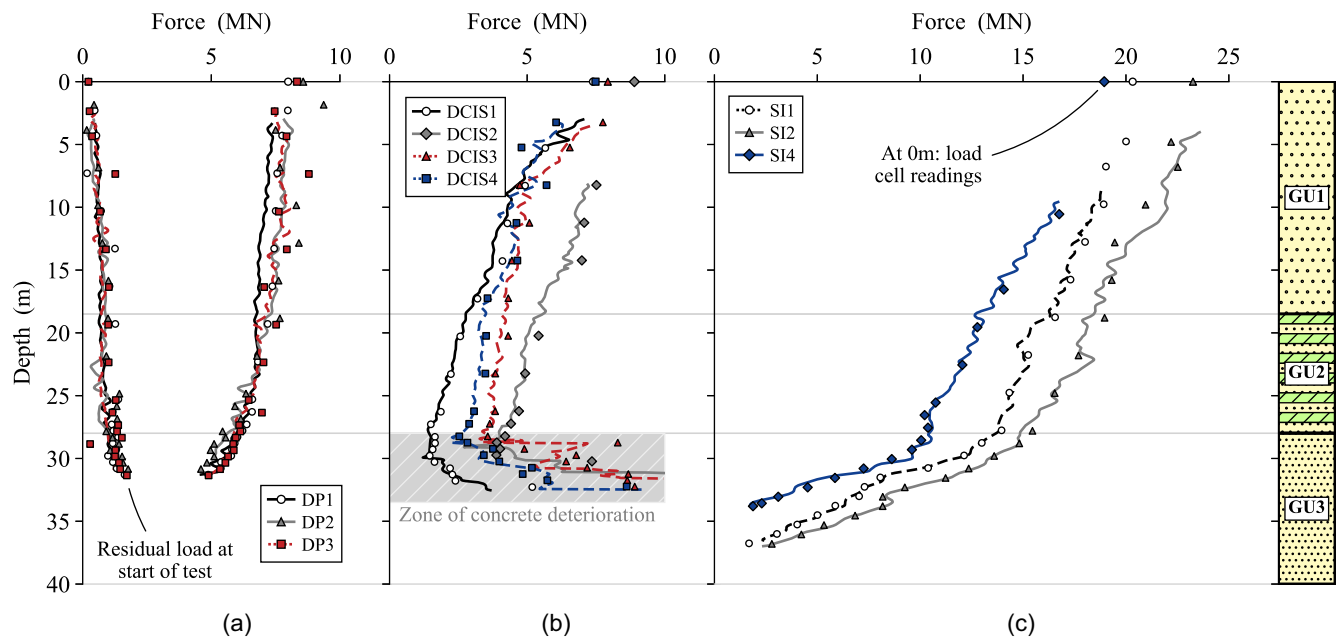 Force (MN)
0 5 10
Force (MN)
0 5 10
Force (MN)
0 5 10 15 20 25
Depth (m)
0
5
10
15
20
25
30
35
40
Residual load at
start of test
DP1
DP2
DP3
(a)
DCIS1
DCIS2
DCIS3
DCIS4
Zone of concrete deterioration
(b)
SI1
SI2
SI4
At 0m: load
cell readings
(c)
GU1
GU2
GU3